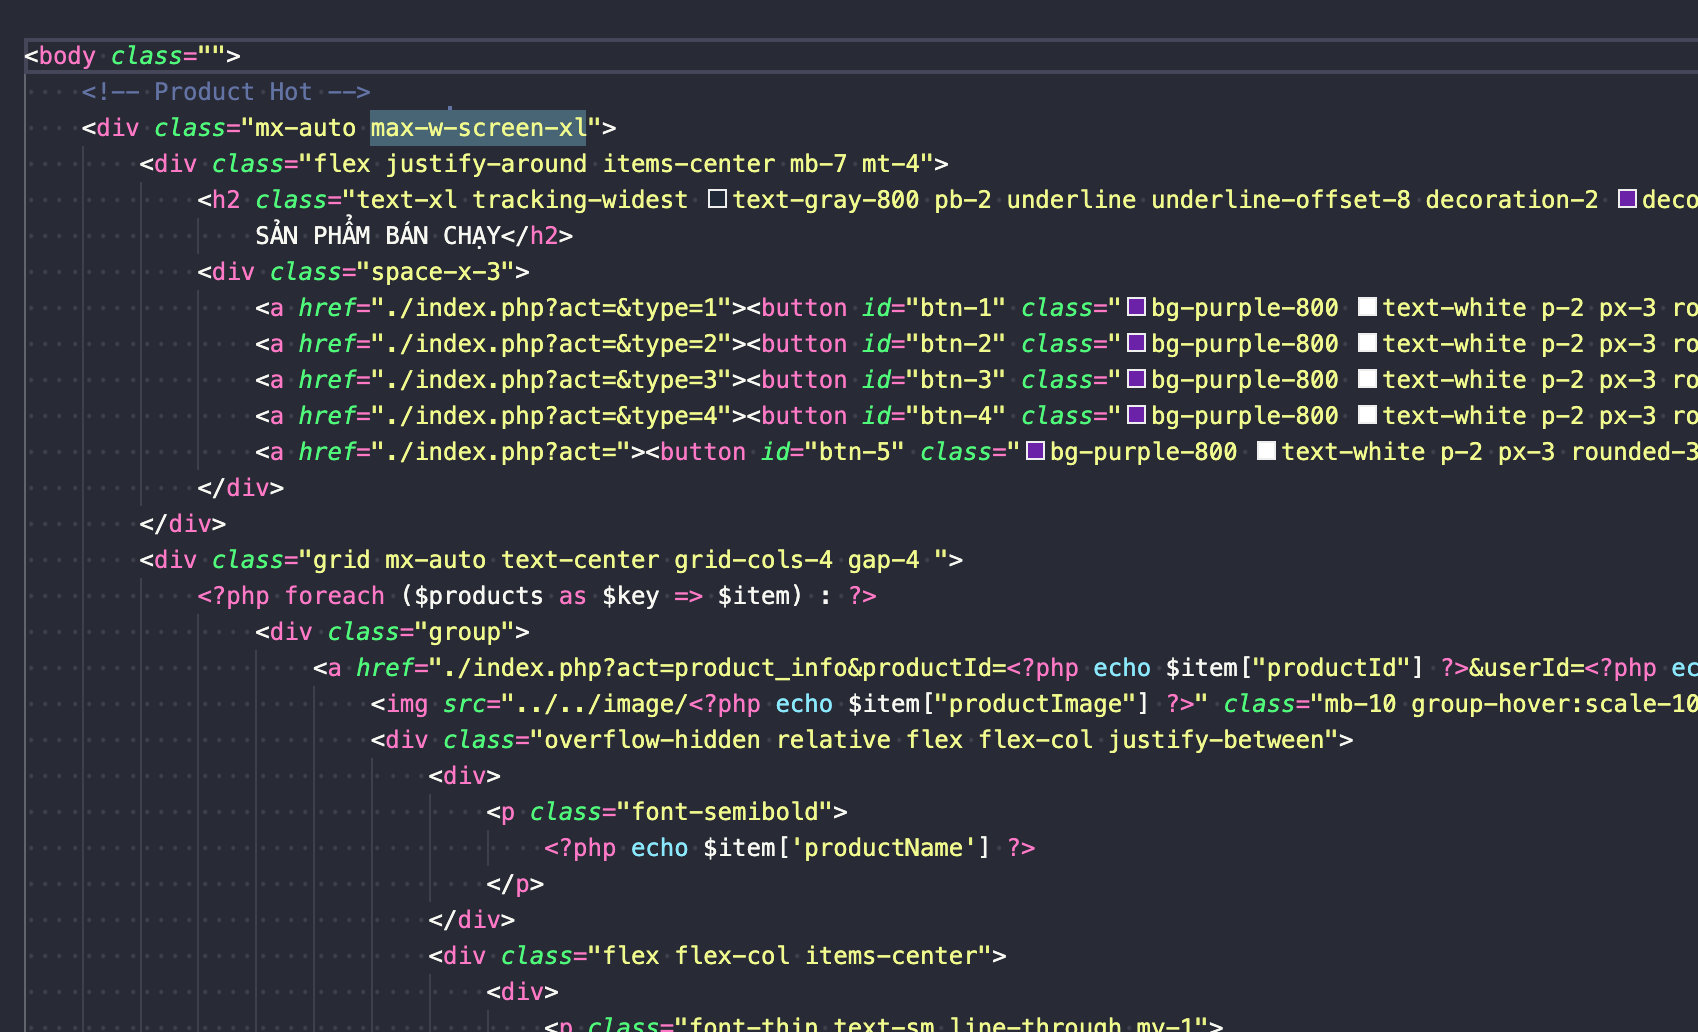 <body class="">
<!-- Product Hot -->
<div class="mx-auto max-w-screen-xl">
<div class="flex justify-around items-center mb-7 mt-4">
<h2 class="text-xl tracking-widest text-gray-800 pb-2 underline underline-offset-8 decoration-2 deco
SẢN PHẨM BÁN CHẠY</h2>
<div class="space-x-3">
<a href="./index.php?act=&type=1"><button id="btn-1" class="bg-purple-800 text-white p-2 px-3 ro
<a href="./index.php?act=&type=2"><button id="btn-2" class="bg-purple-800 text-white p-2 px-3 ro
<a href="./index.php?act=&type=3"><button id="btn-3" class="bg-purple-800 text-white p-2 px-3 ro
<a href="./index.php?act=&type=4"><button id="btn-4" class="bg-purple-800 text-white p-2 px-3 ro
<a href="./index.php?act="><button id="btn-5" class="bg-purple-800 text-white p-2 px-3 rounded-3
</div>
</div>
<div class="grid mx-auto text-center grid-cols-4 gap-4 ">
<?php foreach ($products as $key => $item) : ?>
<div class="group">
<a href="./index.php?act=product_info&productId=<?php echo $item["productId"] ?>&userId=<?php ec
<img src="../../image/<?php echo $item["productImage"] ?>" class="mb-10 group-hover:scale-10
<div class="overflow-hidden relative flex flex-col justify-between">
<div>
<p class="font-semibold">
<?php echo $item['productName'] ?>
</p>
</div>
<div class="flex flex-col items-center">
<div>
<p class="font-thin text-sm line-through my-1">